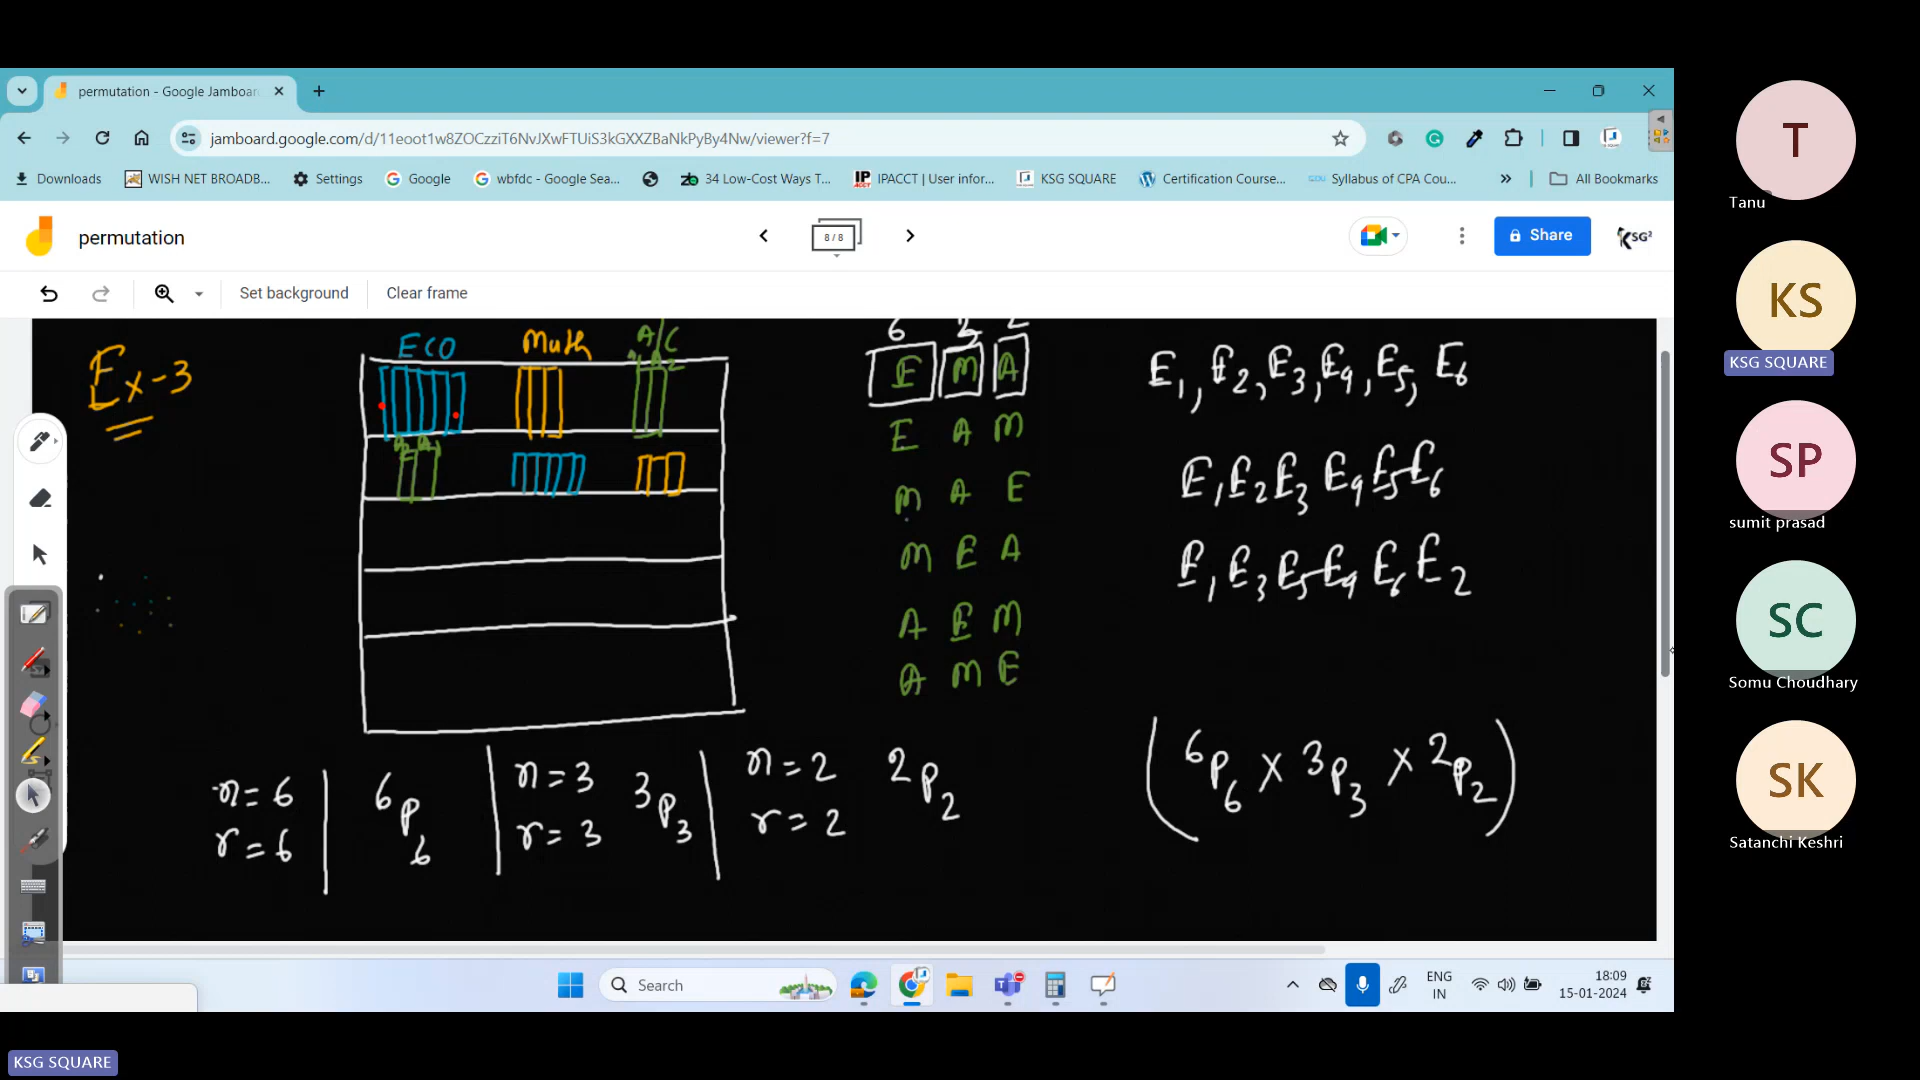 permutation - Google Jamboar
jamboard.google.com/d/11eoot1w8ZOCzziT6NvJXwFTUiS3kGXXZBaNkPyBy4Nw/viewer?f=7
Downloads
WISH NET BROADB...
Settings
Google
wbfdc - Google Sea...
34 Low-Cost Ways T...
IPACCT | User infor...
KSG SQUARE
Certification Course...
Syllabus of CPA Cou...
»
All Bookmarks
permutation
8 / 8
Share
KSG²
Set background
Clear frame
Ex-3
ECO
Math
A/C
6
E M A
E A M
M A E
M E A
A E M
A M E
E1, E2, E3, E4, E5, E6
E1 E2 E3 E4 E5 E6
E1 E3 E5 E4 E6 E2
n = 6
r = 6
6P6
n = 3
r = 3
3P3
n = 2
r = 2
2P2
(6P6 X 3P3 X 2P2)
Search
ENG
IN
18:09
15-01-2024
T
Tanu
KS
KSG SQUARE
SP
sumit prasad
SC
Somu Choudhary
SK
Satanchi Keshri
KSG SQUARE